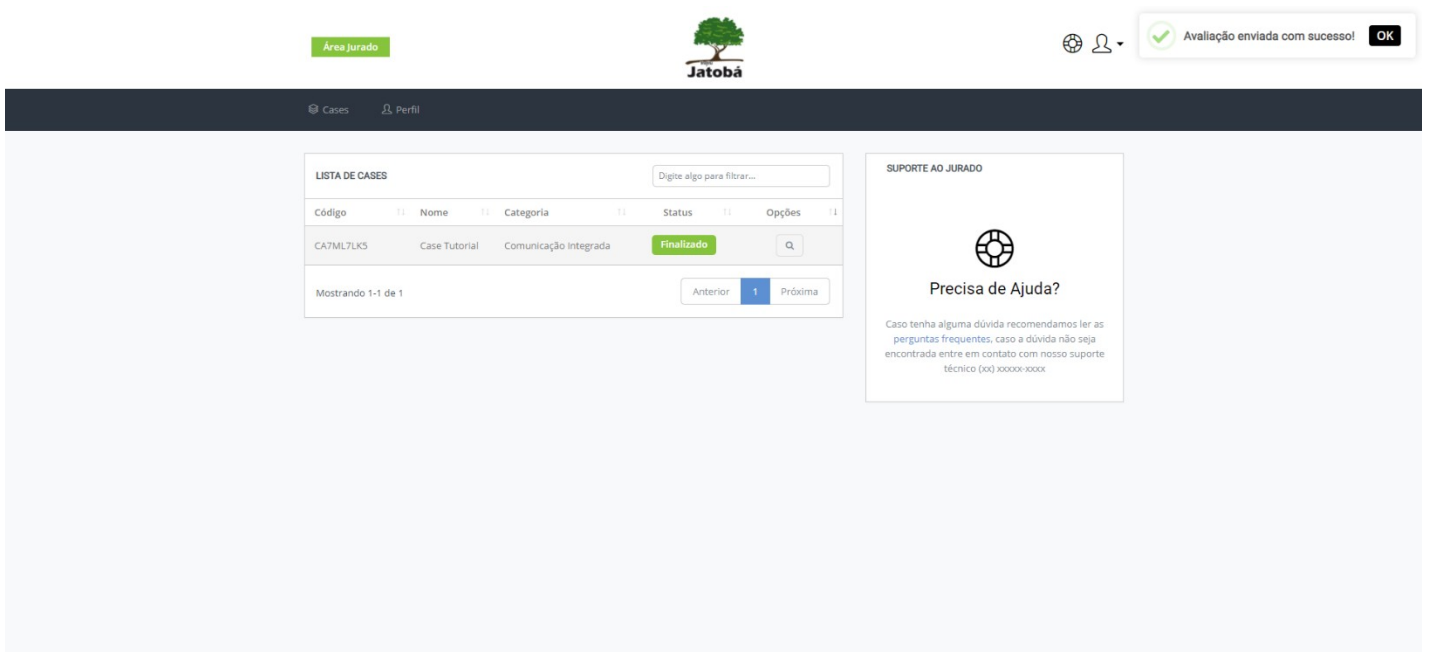 Área Jurado
Jatobá
Avaliação enviada com sucesso! OK
Cases Perfil
LISTA DE CASES
Digite algo para filtrar...
Código Nome Categoria Status Opções
CA7ML7LK5 Case Tutorial Comunicação Integrada Finalizado
Mostrando 1-1 de 1
Anterior 1 Próxima
SUPORTE AO JURADO
Precisa de Ajuda?
Caso tenha alguma dúvida recomendamos ler as
perguntas frequentes, caso a dúvida não seja
encontrada entre em contato com nosso suporte
técnico (xx) xxxxx-xxxx